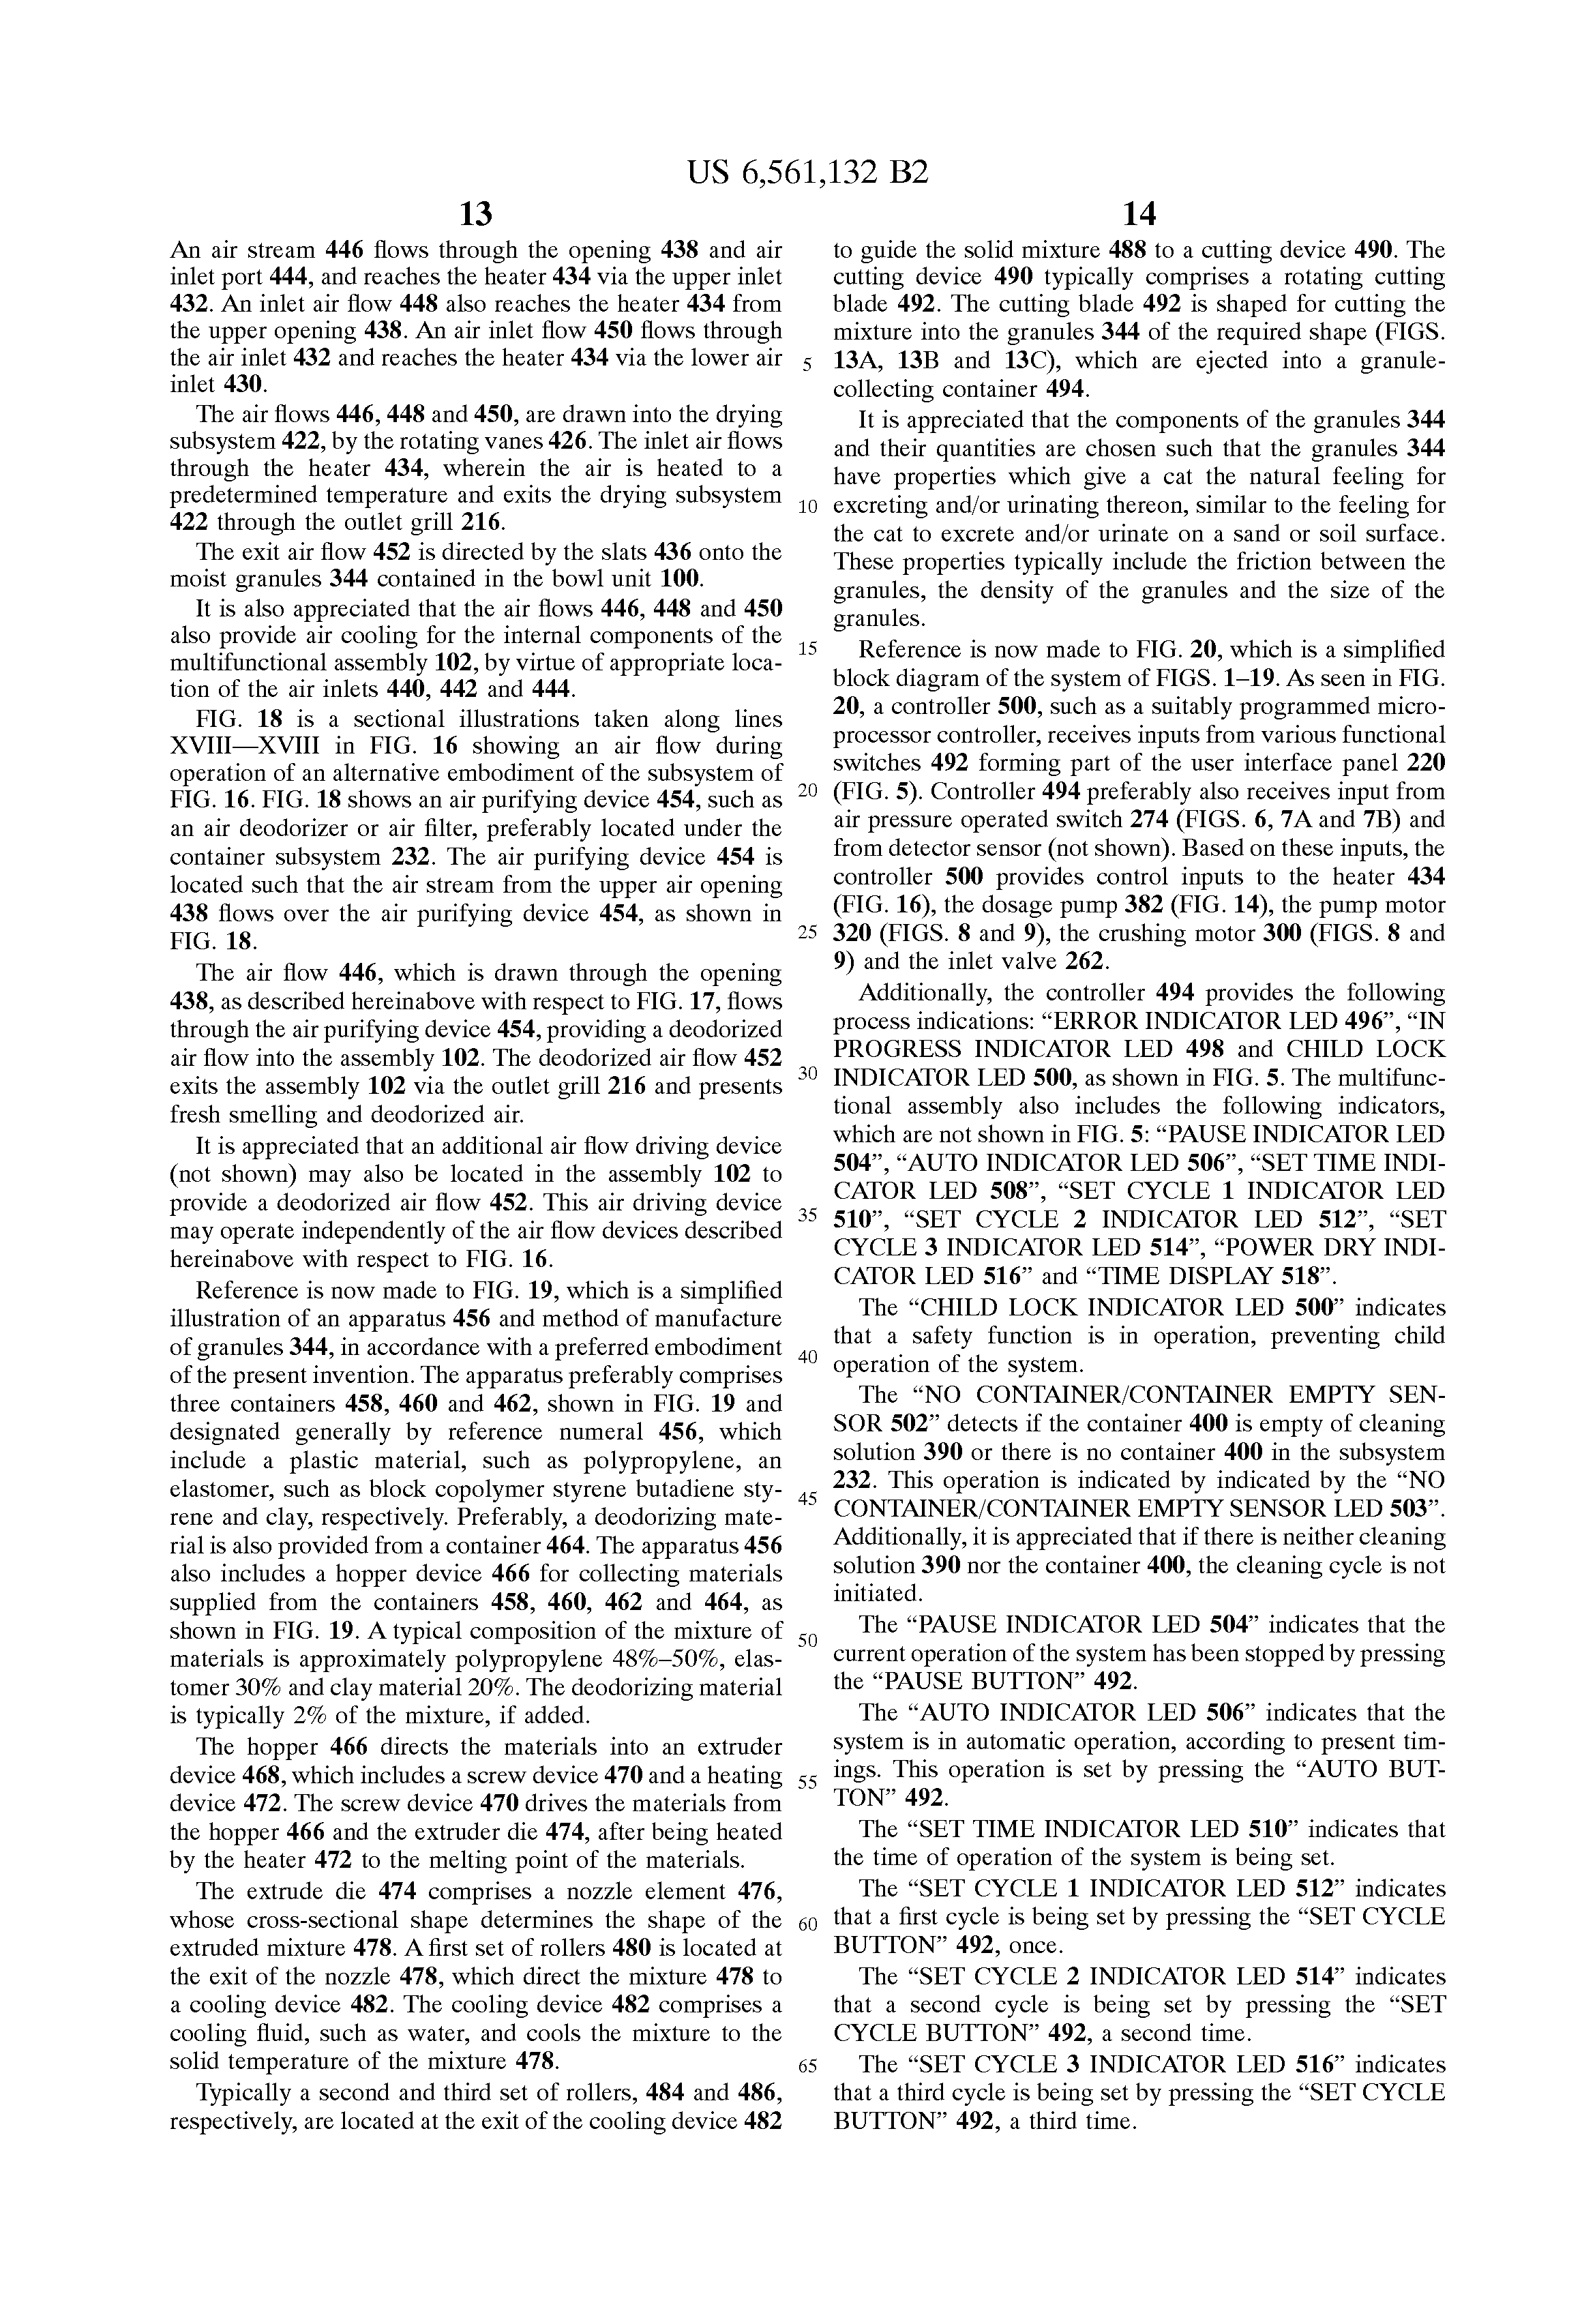 US 6,561,132 B2
13
An air stream 446 flows through the opening 438 and air
inlet port 444, and reaches the heater 434 via the upper inlet
432. An inlet air flow 448 also reaches the heater 434 from
the upper opening 438. An air inlet flow 450 flows through
the air inlet 432 and reaches the heater 434 via the lower air
inlet 430.
The air flows 446, 448 and 450, are drawn into the drying
subsystem 422, by the rotating vanes 426. The inlet air flows
through the heater 434, wherein the air is heated to a
predetermined temperature and exits the drying subsystem
422 through the outlet grill 216.
The exit air flow 452 is directed by the slats 436 onto the
moist granules 344 contained in the bowl unit 100.
It is also appreciated that the air flows 446, 448 and 450
also provide air cooling for the internal components of the
multifunctional assembly 102, by virtue of appropriate loca-
tion of the air inlets 440, 442 and 444.
FIG. 18 is a sectional illustrations taken along lines
XVIII—XVIII in FIG. 16 showing an air flow during
operation of an alternative embodiment of the subsystem of
FIG. 16. FIG. 18 shows an air purifying device 454, such as
an air deodorizer or air filter, preferably located under the
container subsystem 232. The air purifying device 454 is
located such that the air stream from the upper air opening
438 flows over the air purifying device 454, as shown in
FIG. 18.
The air flow 446, which is drawn through the opening
438, as described hereinabove with respect to FIG. 17, flows
through the air purifying device 454, providing a deodorized
air flow into the assembly 102. The deodorized air flow 452
exits the assembly 102 via the outlet grill 216 and presents
fresh smelling and deodorized air.
It is appreciated that an additional air flow driving device
(not shown) may also be located in the assembly 102 to
provide a deodorized air flow 452. This air driving device
may operate independently of the air flow devices described
hereinabove with respect to FIG. 16.
Reference is now made to FIG. 19, which is a simplified
illustration of an apparatus 456 and method of manufacture
of granules 344, in accordance with a preferred embodiment
of the present invention. The apparatus preferably comprises
three containers 458, 460 and 462, shown in FIG. 19 and
designated generally by reference numeral 456, which
include a plastic material, such as polypropylene, an
elastomer, such as block copolymer styrene butadiene sty-
rene and clay, respectively. Preferably, a deodorizing mate-
rial is also provided from a container 464. The apparatus 456
also includes a hopper device 466 for collecting materials
supplied from the containers 458, 460, 462 and 464, as
shown in FIG. 19. A typical composition of the mixture of
materials is approximately polypropylene 48%–50%, elas-
tomer 30% and clay material 20%. The deodorizing material
is typically 2% of the mixture, if added.
The hopper 466 directs the materials into an extruder
device 468, which includes a screw device 470 and a heating
device 472. The screw device 470 drives the materials from
the hopper 466 and the extruder die 474, after being heated
by the heater 472 to the melting point of the materials.
The extrude die 474 comprises a nozzle element 476,
whose cross-sectional shape determines the shape of the
extruded mixture 478. A first set of rollers 480 is located at
the exit of the nozzle 478, which direct the mixture 478 to
a cooling device 482. The cooling device 482 comprises a
cooling fluid, such as water, and cools the mixture to the
solid temperature of the mixture 478.
Typically a second and third set of rollers, 484 and 486,
respectively, are located at the exit of the cooling device 482
14
to guide the solid mixture 488 to a cutting device 490. The
cutting device 490 typically comprises a rotating cutting
blade 492. The cutting blade 492 is shaped for cutting the
mixture into the granules 344 of the required shape (FIGS.
5 13A, 13B and 13C), which are ejected into a granule-
collecting container 494.
It is appreciated that the components of the granules 344
and their quantities are chosen such that the granules 344
have properties which give a cat the natural feeling for
10 excreting and/or urinating thereon, similar to the feeling for
the cat to excrete and/or urinate on a sand or soil surface.
These properties typically include the friction between the
granules, the density of the granules and the size of the
granules.
15 Reference is now made to FIG. 20, which is a simplified
block diagram of the system of FIGS. 1–19. As seen in FIG.
20, a controller 500, such as a suitably programmed micro-
processor controller, receives inputs from various functional
switches 492 forming part of the user interface panel 220
20 (FIG. 5). Controller 494 preferably also receives input from
air pressure operated switch 274 (FIGS. 6, 7A and 7B) and
from detector sensor (not shown). Based on these inputs, the
controller 500 provides control inputs to the heater 434
(FIG. 16), the dosage pump 382 (FIG. 14), the pump motor
25 320 (FIGS. 8 and 9), the crushing motor 300 (FIGS. 8 and
9) and the inlet valve 262.
Additionally, the controller 494 provides the following
process indications: “ERROR INDICATOR LED 496”, “IN
PROGRESS INDICATOR LED 498 and CHILD LOCK
30 INDICATOR LED 500, as shown in FIG. 5. The multifunc-
tional assembly also includes the following indicators,
which are not shown in FIG. 5: “PAUSE INDICATOR LED
504”, “AUTO INDICATOR LED 506”, “SET TIME INDI-
CATOR LED 508”, “SET CYCLE 1 INDICATOR LED
35 510”, “SET CYCLE 2 INDICATOR LED 512”, “SET
CYCLE 3 INDICATOR LED 514”, “POWER DRY INDI-
CATOR LED 516” and “TIME DISPLAY 518”.
The “CHILD LOCK INDICATOR LED 500” indicates
that a safety function is in operation, preventing child
40 operation of the system.
The “NO CONTAINER/CONTAINER EMPTY SEN-
SOR 502” detects if the container 400 is empty of cleaning
solution 390 or there is no container 400 in the subsystem
232. This operation is indicated by indicated by the “NO
45 CONTAINER/CONTAINER EMPTY SENSOR LED 503”.
Additionally, it is appreciated that if there is neither cleaning
solution 390 nor the container 400, the cleaning cycle is not
initiated.
The “PAUSE INDICATOR LED 504” indicates that the
50 current operation of the system has been stopped by pressing
the “PAUSE BUTTON” 492.
The “AUTO INDICATOR LED 506” indicates that the
system is in automatic operation, according to present tim-
55 ings. This operation is set by pressing the “AUTO BUT-
TON” 492.
The “SET TIME INDICATOR LED 510” indicates that
the time of operation of the system is being set.
The “SET CYCLE 1 INDICATOR LED 512” indicates
60 that a first cycle is being set by pressing the “SET CYCLE
BUTTON” 492, once.
The “SET CYCLE 2 INDICATOR LED 514” indicates
that a second cycle is being set by pressing the “SET
CYCLE BUTTON” 492, a second time.
65 The “SET CYCLE 3 INDICATOR LED 516” indicates
that a third cycle is being set by pressing the “SET CYCLE
BUTTON” 492, a third time.